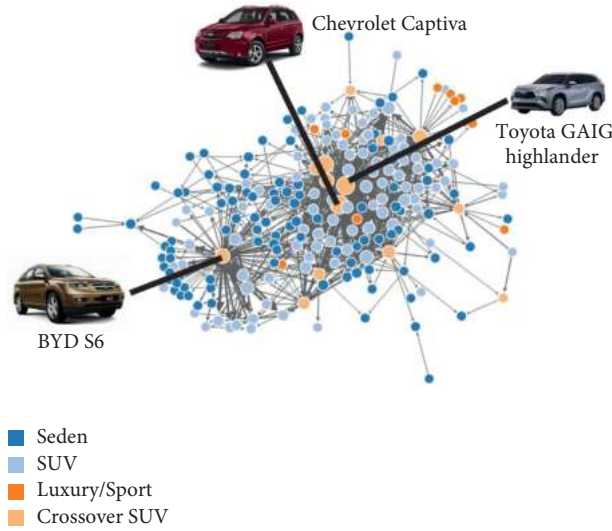 Chevrolet Captiva
Toyota GAIG
highlander
BYD S6
Seden
SUV
Luxury/Sport
Crossover SUV